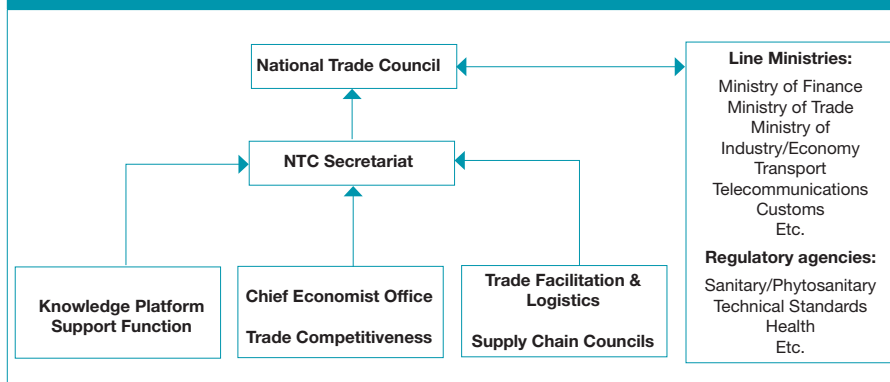 National Trade Council
NTC Secretariat
Knowledge Platform
Support Function
Chief Economist Office
Trade Competitiveness
Trade Facilitation &
Logistics
Supply Chain Councils
Line Ministries:
Ministry of Finance
Ministry of Trade
Ministry of
Industry/Economy
Transport
Telecommunications
Customs
Etc.
Regulatory agencies:
Sanitary/Phytosanitary
Technical Standards
Health
Etc.